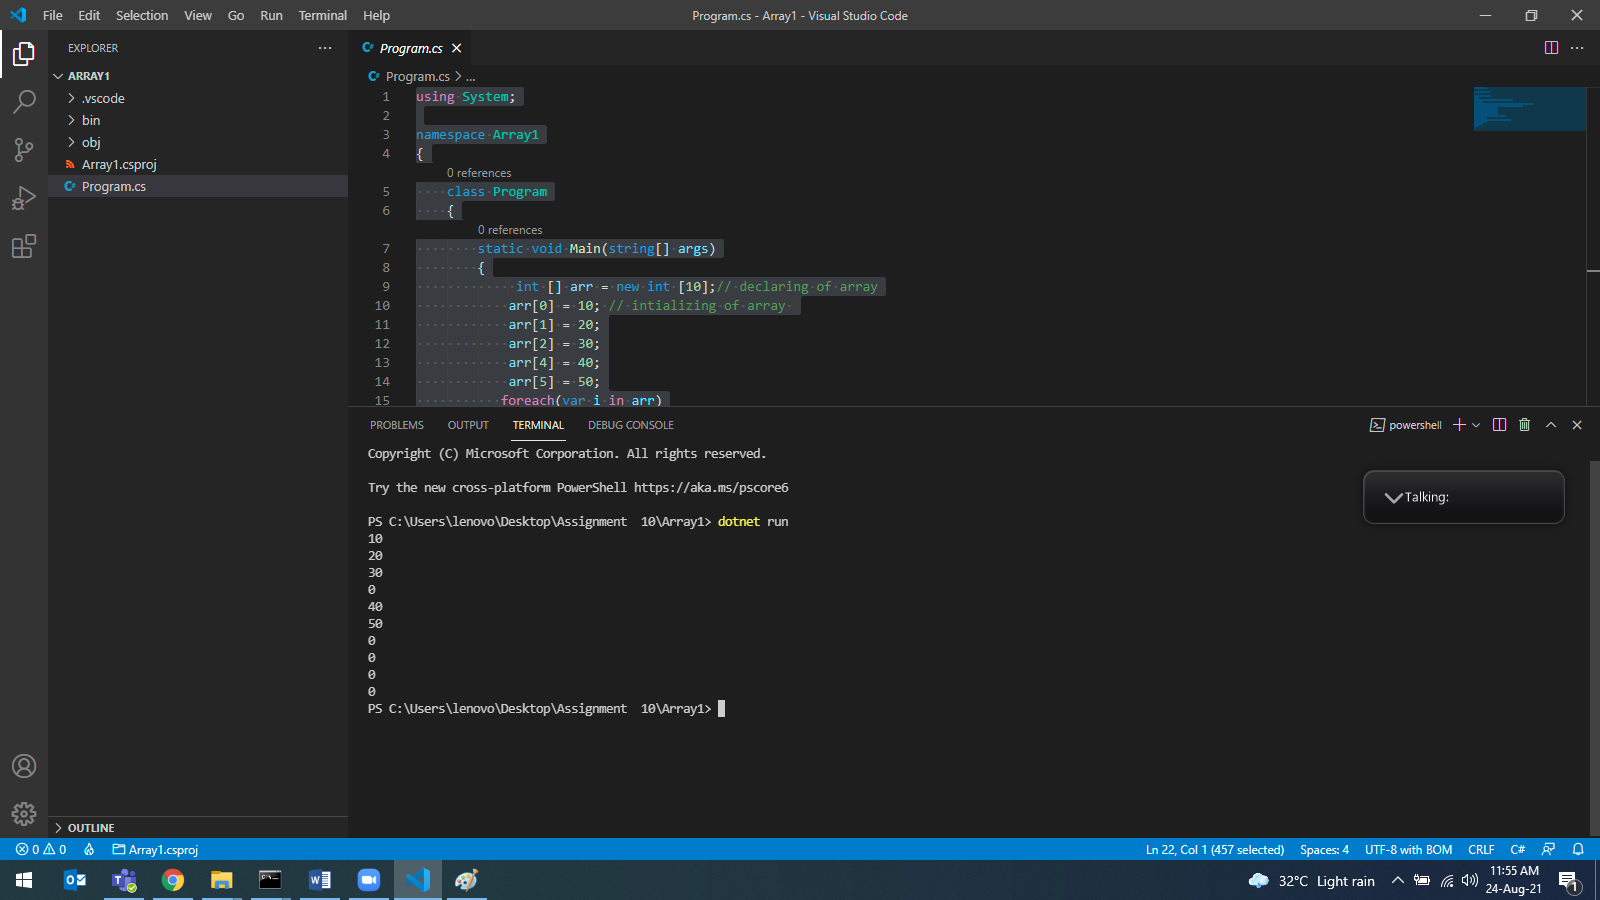 File Edit Selection View Go Run Terminal Help
Program.cs - Array1 - Visual Studio Code
EXPLORER
ARRAY1
.vscode
bin
obj
Array1.csproj
Program.cs
OUTLINE
Program.cs
Program.cs > ...
1 using System;
2
3 namespace Array1
4 {
0 references
5 class Program
6 {
0 references
7 static void Main(string[] args)
8 {
9 int [] arr = new int [10];// declaring of array
10 arr[0] = 10; // intializing of array
11 arr[1] = 20;
12 arr[2] = 30;
13 arr[4] = 40;
14 arr[5] = 50;
15 foreach(var i in arr)
PROBLEMS OUTPUT TERMINAL DEBUG CONSOLE
powershell
Copyright (C) Microsoft Corporation. All rights reserved.
Try the new cross-platform PowerShell https://aka.ms/pscore6
PS C:\Users\lenovo\Desktop\Assignment  10\Array1> dotnet run
10
20
30
0
40
50
0
0
0
0
PS C:\Users\lenovo\Desktop\Assignment  10\Array1>
Talking:
0 0 Array1.csproj
Ln 22, Col 1 (457 selected) Spaces: 4 UTF-8 with BOM CRLF C#
32°C Light rain
11:55 AM
24-Aug-21
1